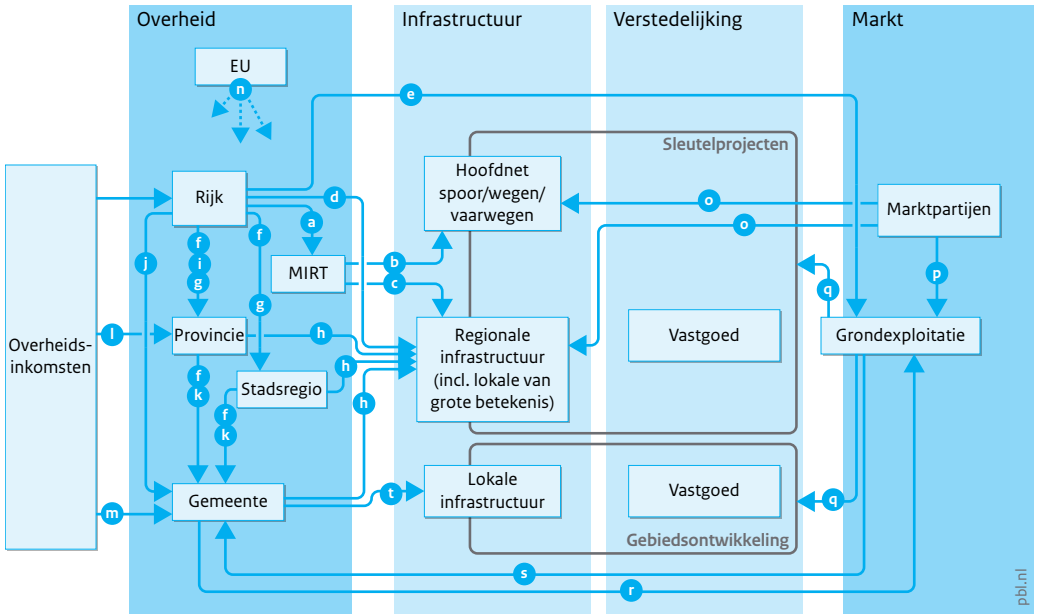 Overheid
Infrastructuur
Verstedelijking
Markt
EU
n
e
Sleutelprojecten
Rijk
d
a
f
Hoofdnet
spoor/wegen/
vaarwegen
o
o
Marktpartijen
j
f
i
g
MIRT
b
c
g
q
p
Overheids-
inkomsten
l
Provincie
h
Regionale
infrastructuur
(incl. lokale van
grote betekenis)
Vastgoed
Grondexploitatie
f
k
Stadsregio
h
h
f
k
m
Gemeente
t
Lokale
infrastructuur
Vastgoed
q
Gebiedsontwikkeling
s
r
pbl.nl